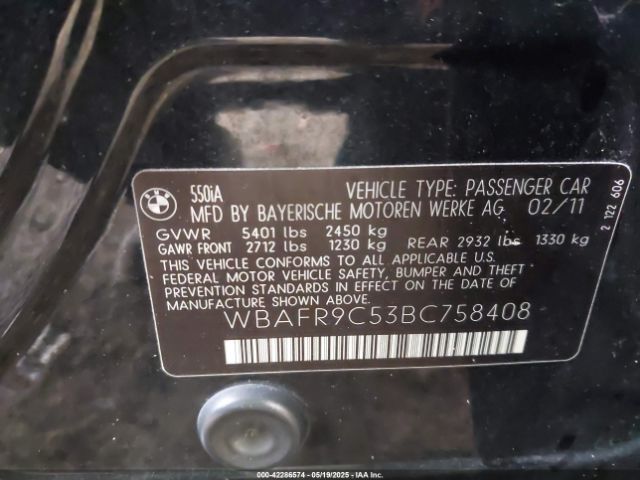 BMW
550iA VEHICLE TYPE: PASSENGER CAR
MFD BY BAYERISCHE MOTOREN WERKE AG 02/11
GVWR 5401 lbs 2450 kg
GAWR FRONT 2712 lbs 1230 kg REAR 2932 lbs 1330 kg
THIS VEHICLE CONFORMS TO ALL APPLICABLE U.S.
FEDERAL MOTOR VEHICLE SAFETY, BUMPER AND THEFT
PREVENTION STANDARDS IN EFFECT ON THE DATE OF
MANUFACTURE SHOWN ABOVE.
WBAFR9C53BC758408
2 122 606
000-42286574 - 05/19/2025 - IAA Inc.